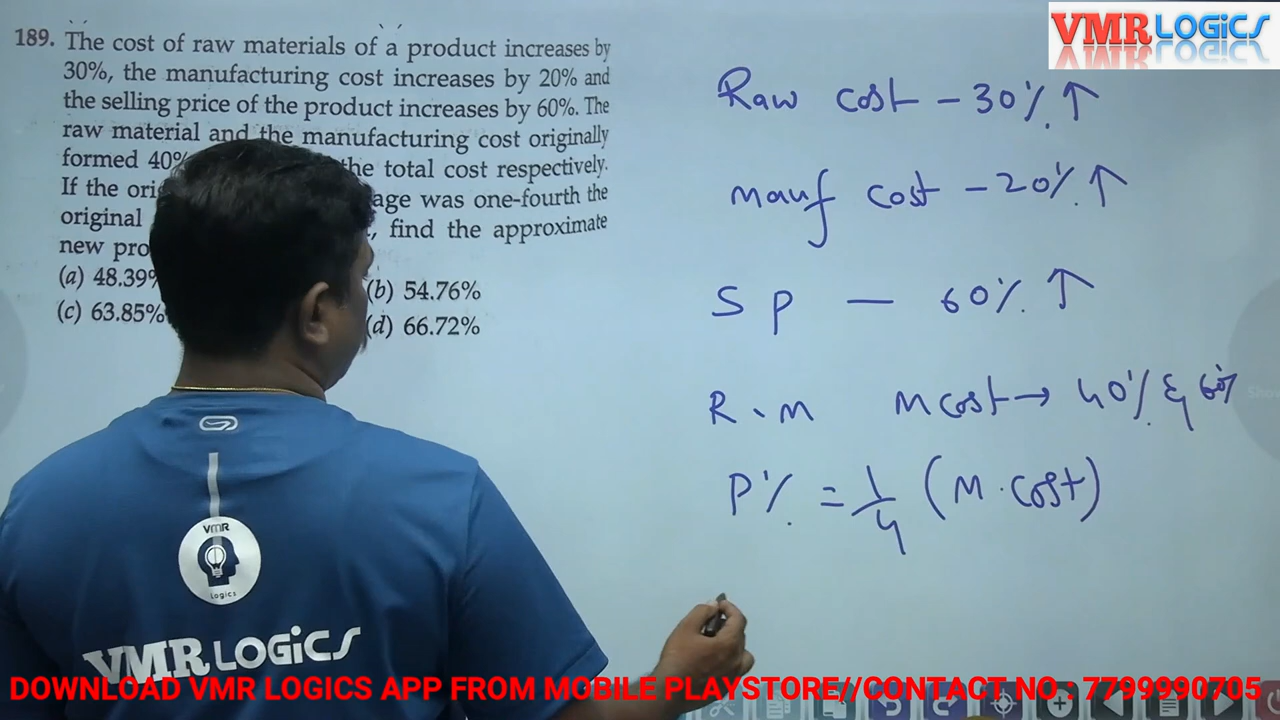 189. The cost of raw materials of a product increases by
30%, the manufacturing cost increases by 20% and
the selling price of the product increases by 60%. The
raw material and the manufacturing cost originally
formed 40% the total cost respectively.
If the age was one-fourth the
original , find the approximate
new
(a) 48.39% (b) 54.76%
(c) 63.85% (d) 66.72%
VMR LOGiCS
Raw cost - 30% ↑
Manf cost - 20% ↑
S P — 60% ↑
R.M M cost → 40% & 60%
P% = 1/4 (M. cost)
VMR
Logics
VMR LOGiCS
DOWNLOAD VMR LOGICS APP FROM MOBILE PLAYSTORE//CONTACT NO : 7799990705